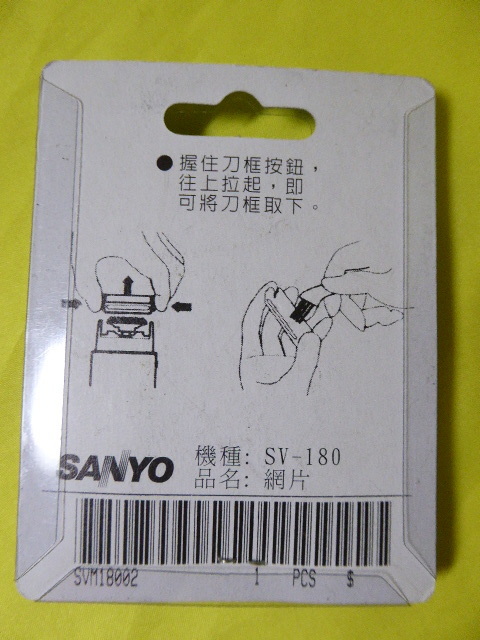 ●握住刀框按鈕，
往上拉起，即
可將刀框取下。
SANYO
機種: SV-180
品名: 網片
SVM18002 1 PCS $